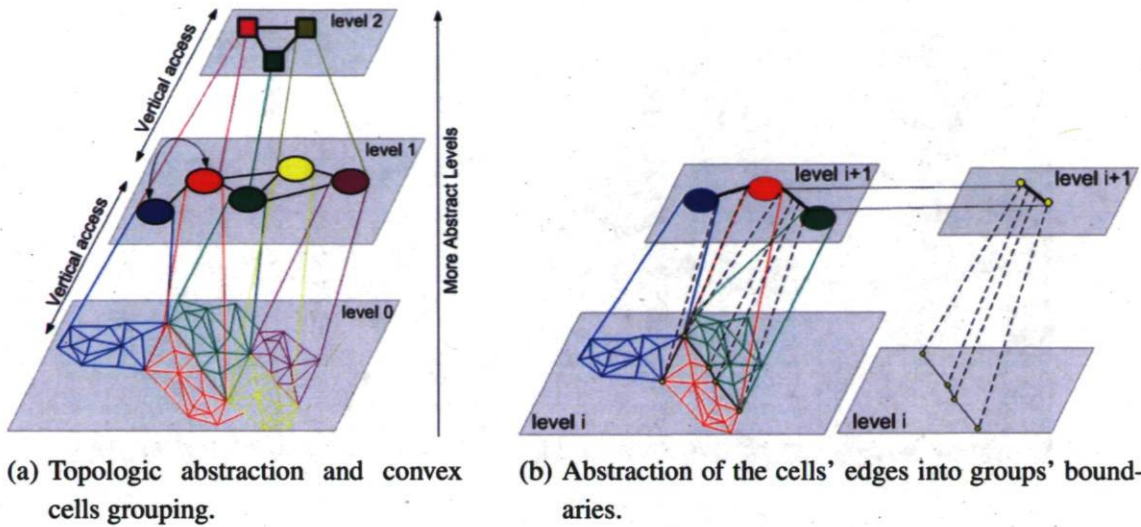 level 2
Vertical access
level 1
Vertical access
level 0
More Abstract Levels
level i+1
level i+1
level i
level i
(a) Topologic abstraction and convex
cells grouping.
(b) Abstraction of the cells' edges into groups' bound-
aries.